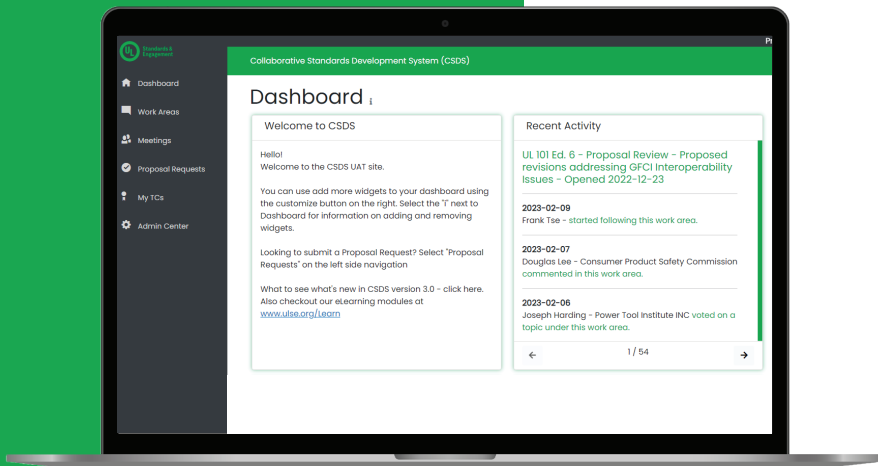 Pr
UL Standards & Engagement
Collaborative Standards Development System (CSDS)
Dashboard
Work Areas
Meetings
Proposal Requests
My TCs
Admin Center
Dashboard i
Welcome to CSDS
Hello!
Welcome to the CSDS UAT site.
You can use add more widgets to your dashboard using
the customize button on the right. Select the "i" next to
Dashboard for information on adding and removing
widgets.
Looking to submit a Proposal Request? Select "Proposal
Requests" on the left side navigation
What to see what's new in CSDS version 3.0 - click here.
Also checkout our eLearning modules at
www.ulse.org/Learn
Recent Activity
UL 101 Ed. 6 - Proposal Review - Proposed
revisions addressing GFCI Interoperability
Issues - Opened 2022-12-23
2023-02-09
Frank Tse - started following this work area.
2023-02-07
Douglas Lee - Consumer Product Safety Commission
commented in this work area.
2023-02-06
Joseph Harding - Power Tool Institute INC voted on a
topic under this work area.
1 / 54